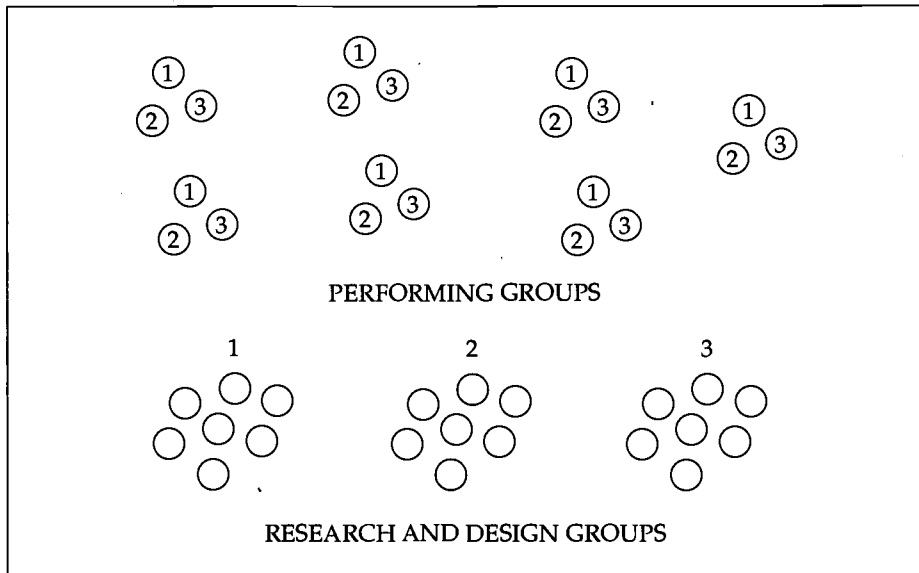 1 1 1 1
2 3 2 3 2 3 2 3
1 1 1
2 3 2 3 2 3
PERFORMING GROUPS
1 2 3
RESEARCH AND DESIGN GROUPS